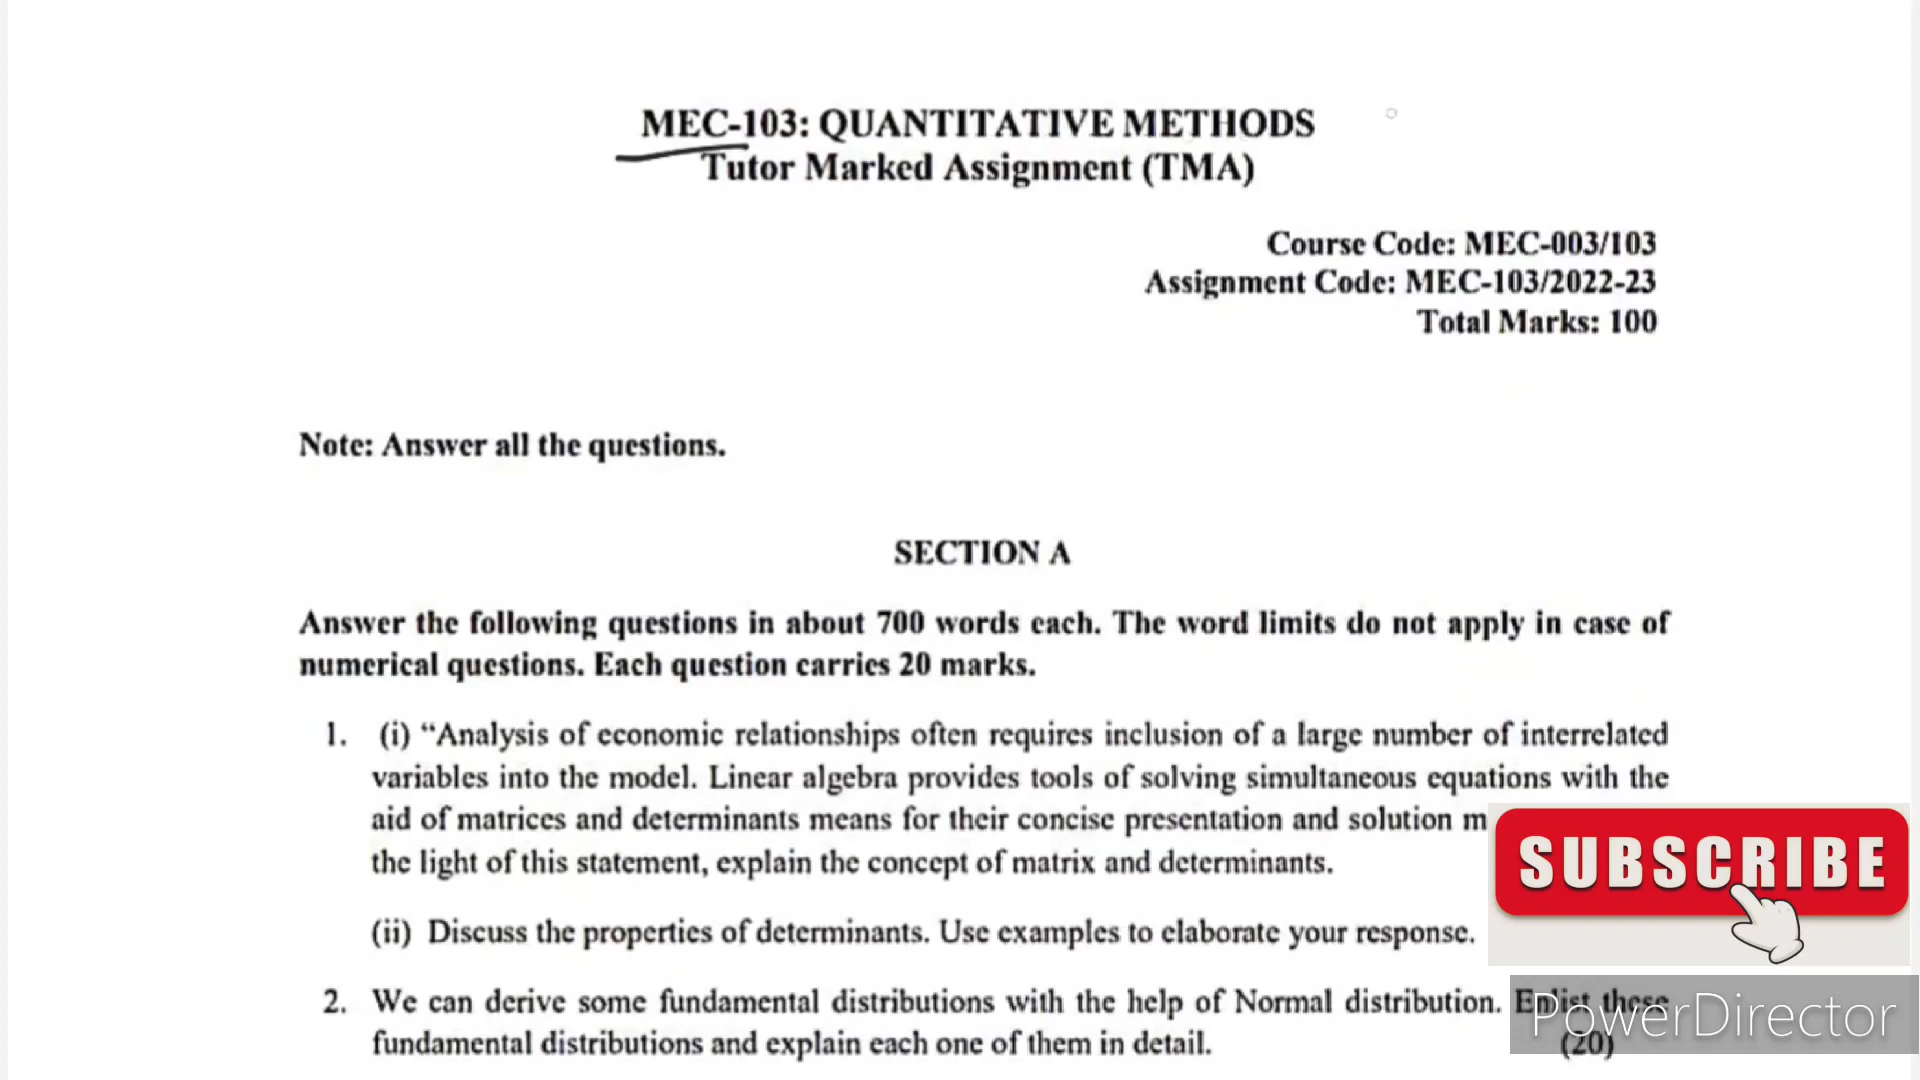 MEC-103: QUANTITATIVE METHODS
Tutor Marked Assignment (TMA)
Course Code: MEC-003/103
Assignment Code: MEC-103/2022-23
Total Marks: 100
Note: Answer all the questions.
SECTION A
Answer the following questions in about 700 words each. The word limits do not apply in case of
numerical questions. Each question carries 20 marks.
1. (i) “Analysis of economic relationships often requires inclusion of a large number of interrelated
variables into the model. Linear algebra provides tools of solving simultaneous equations with the
aid of matrices and determinants means for their concise presentation and solution m
the light of this statement, explain the concept of matrix and determinants.
(ii) Discuss the properties of determinants. Use examples to elaborate your response.
2. We can derive some fundamental distributions with the help of Normal distribution. Enlist these
fundamental distributions and explain each one of them in detail. (20)
SUBSCRIBE
PowerDirector